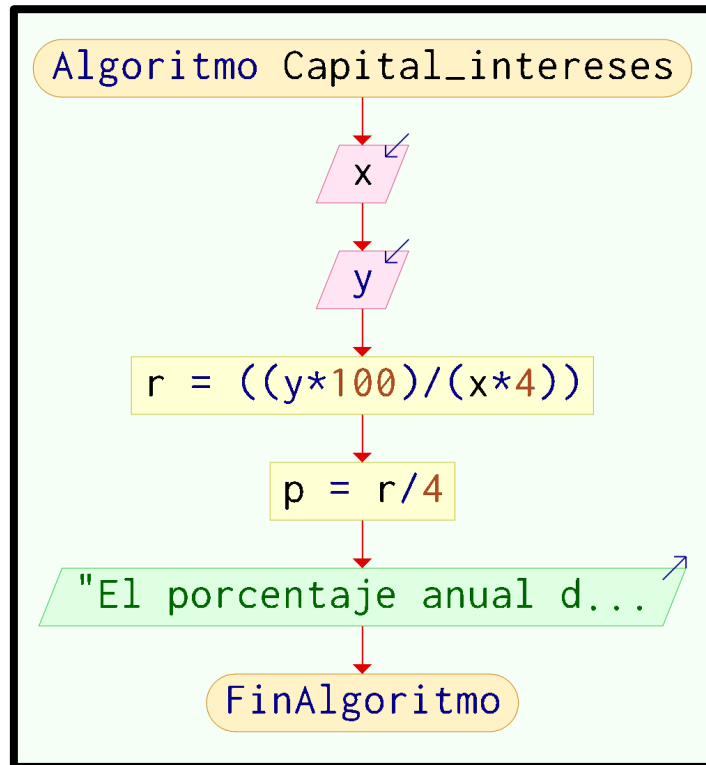 Algoritmo Capital_intereses
x
y
r = ((y*100)/(x*4))
p = r/4
"El porcentaje anual d...
FinAlgoritmo